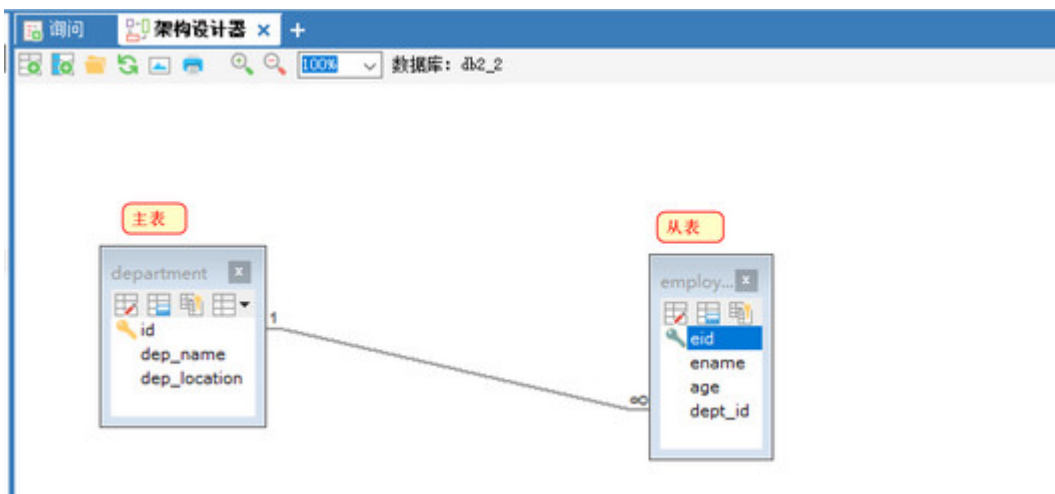 询问 架构设计器 × +
100% 数据库: db2_2
主表
department x
1
id
dep_name
dep_location
从表
employ... x
eid
ename
age
∞
dept_id